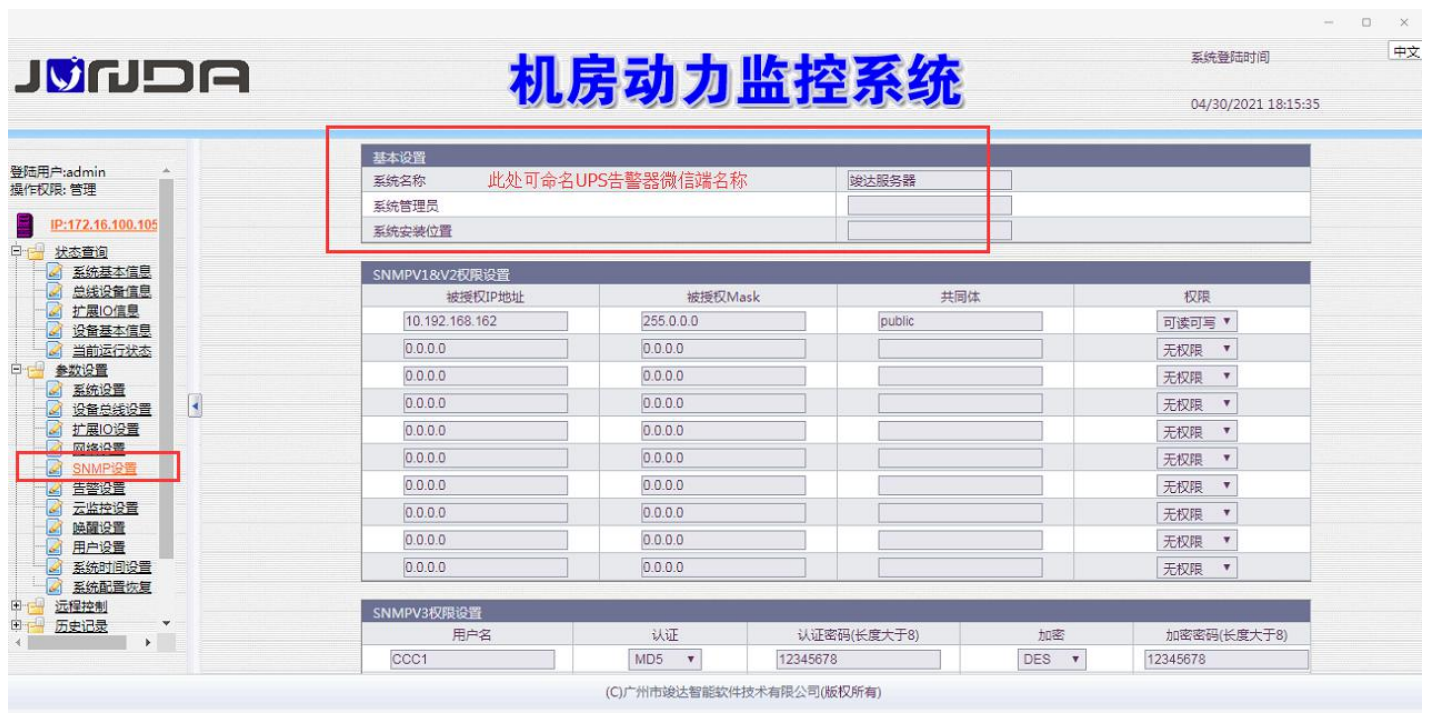 JUNDA
机房动力监控系统
系统登陆时间
中文
04/30/2021 18:15:35
登陆用户:admin
操作权限: 管理
IP:172.16.100.105
状态查询
系统基本信息
总线设备信息
扩展IO信息
设备基本信息
当前运行状态
参数设置
系统设置
设备总线设置
扩展IO设置
网络设置
SNMP设置
告警设置
云监控设置
唤醒设置
用户设置
系统时间设置
系统配置恢复
远程控制
历史记录
基本设置
系统名称 此处可命名UPS告警器微信端名称 竣达服务器
系统管理员
系统安装位置
SNMPV1&V2权限设置
被授权IP地址 被授权Mask 共同体 权限
10.192.168.162 255.0.0.0 public 可读可写
0.0.0.0 0.0.0.0 无权限
0.0.0.0 0.0.0.0 无权限
0.0.0.0 0.0.0.0 无权限
0.0.0.0 0.0.0.0 无权限
0.0.0.0 0.0.0.0 无权限
0.0.0.0 0.0.0.0 无权限
0.0.0.0 0.0.0.0 无权限
0.0.0.0 0.0.0.0 无权限
0.0.0.0 0.0.0.0 无权限
SNMPV3权限设置
用户名 认证 认证密码(长度大于8) 加密 加密密码(长度大于8)
CCC1 MD5 12345678 DES 12345678
(C)广州市竣达智能软件技术有限公司(版权所有)